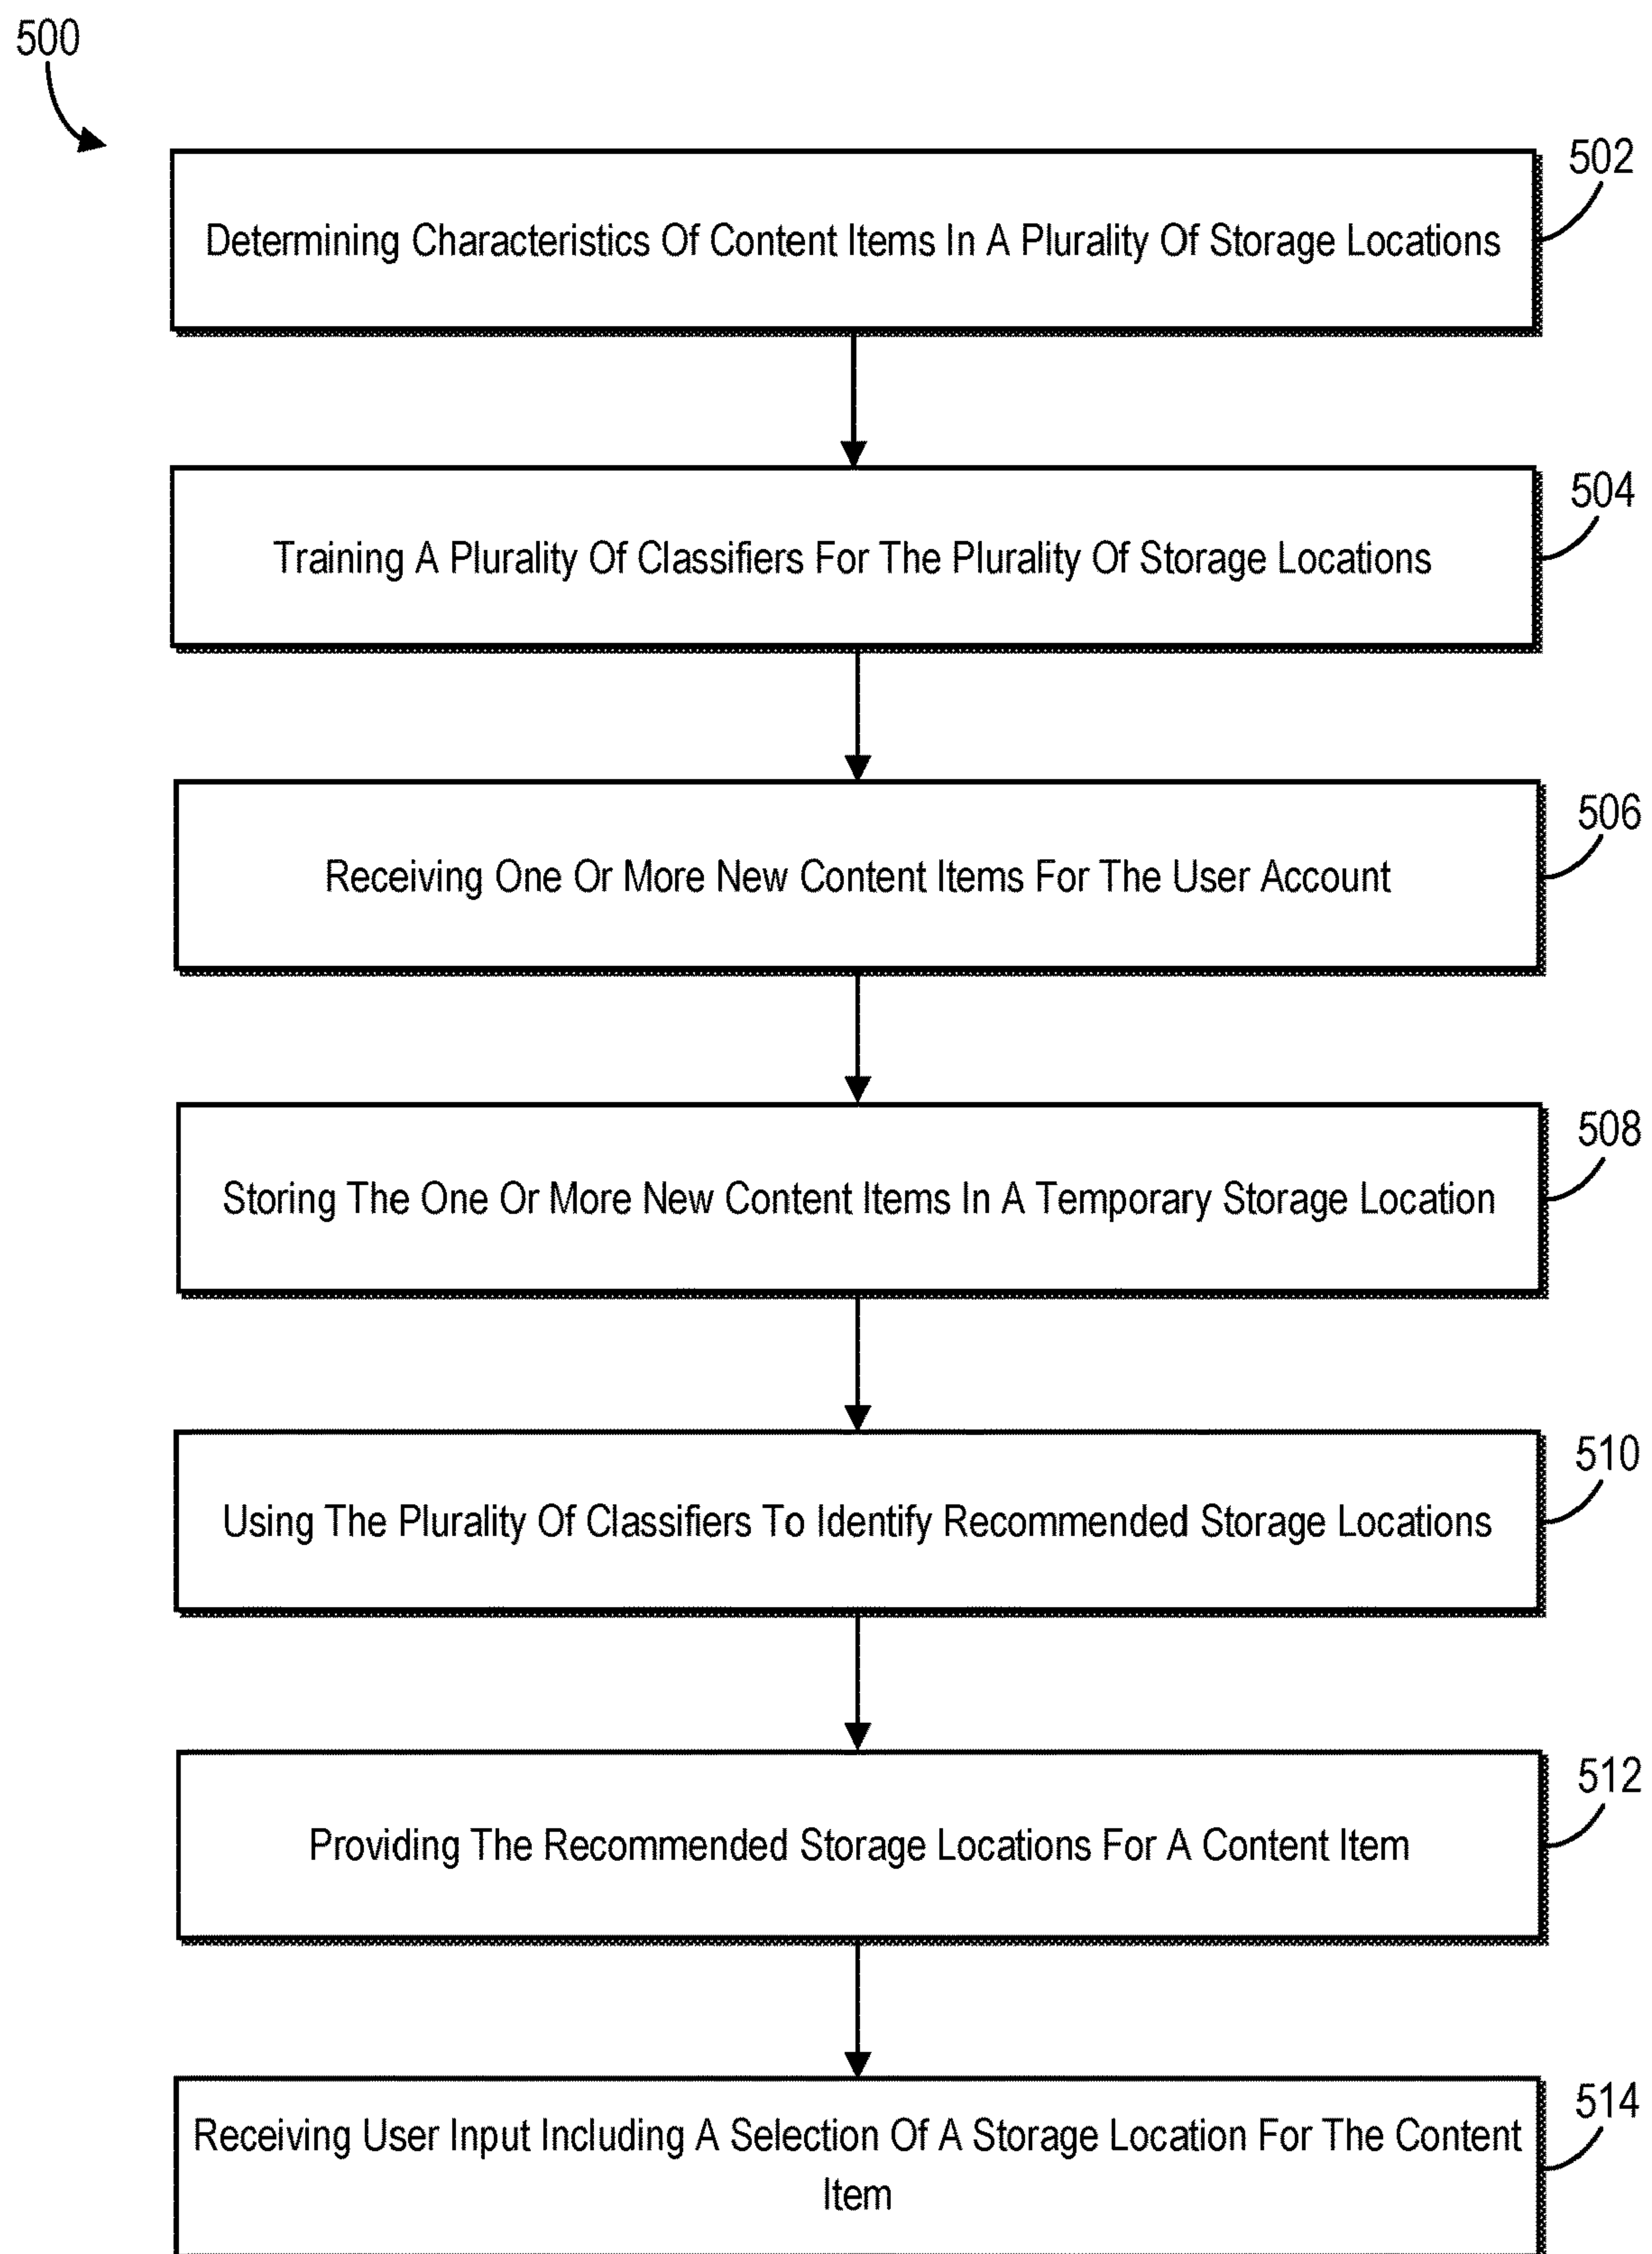 500
502
Determining Characteristics Of Content Items In A Plurality Of Storage Locations
504
Training A Plurality Of Classifiers For The Plurality Of Storage Locations
506
Receiving One Or More New Content Items For The User Account
508
Storing The One Or More New Content Items In A Temporary Storage Location
510
Using The Plurality Of Classifiers To Identify Recommended Storage Locations
512
Providing The Recommended Storage Locations For A Content Item
514
Receiving User Input Including A Selection Of A Storage Location For The Content
Item